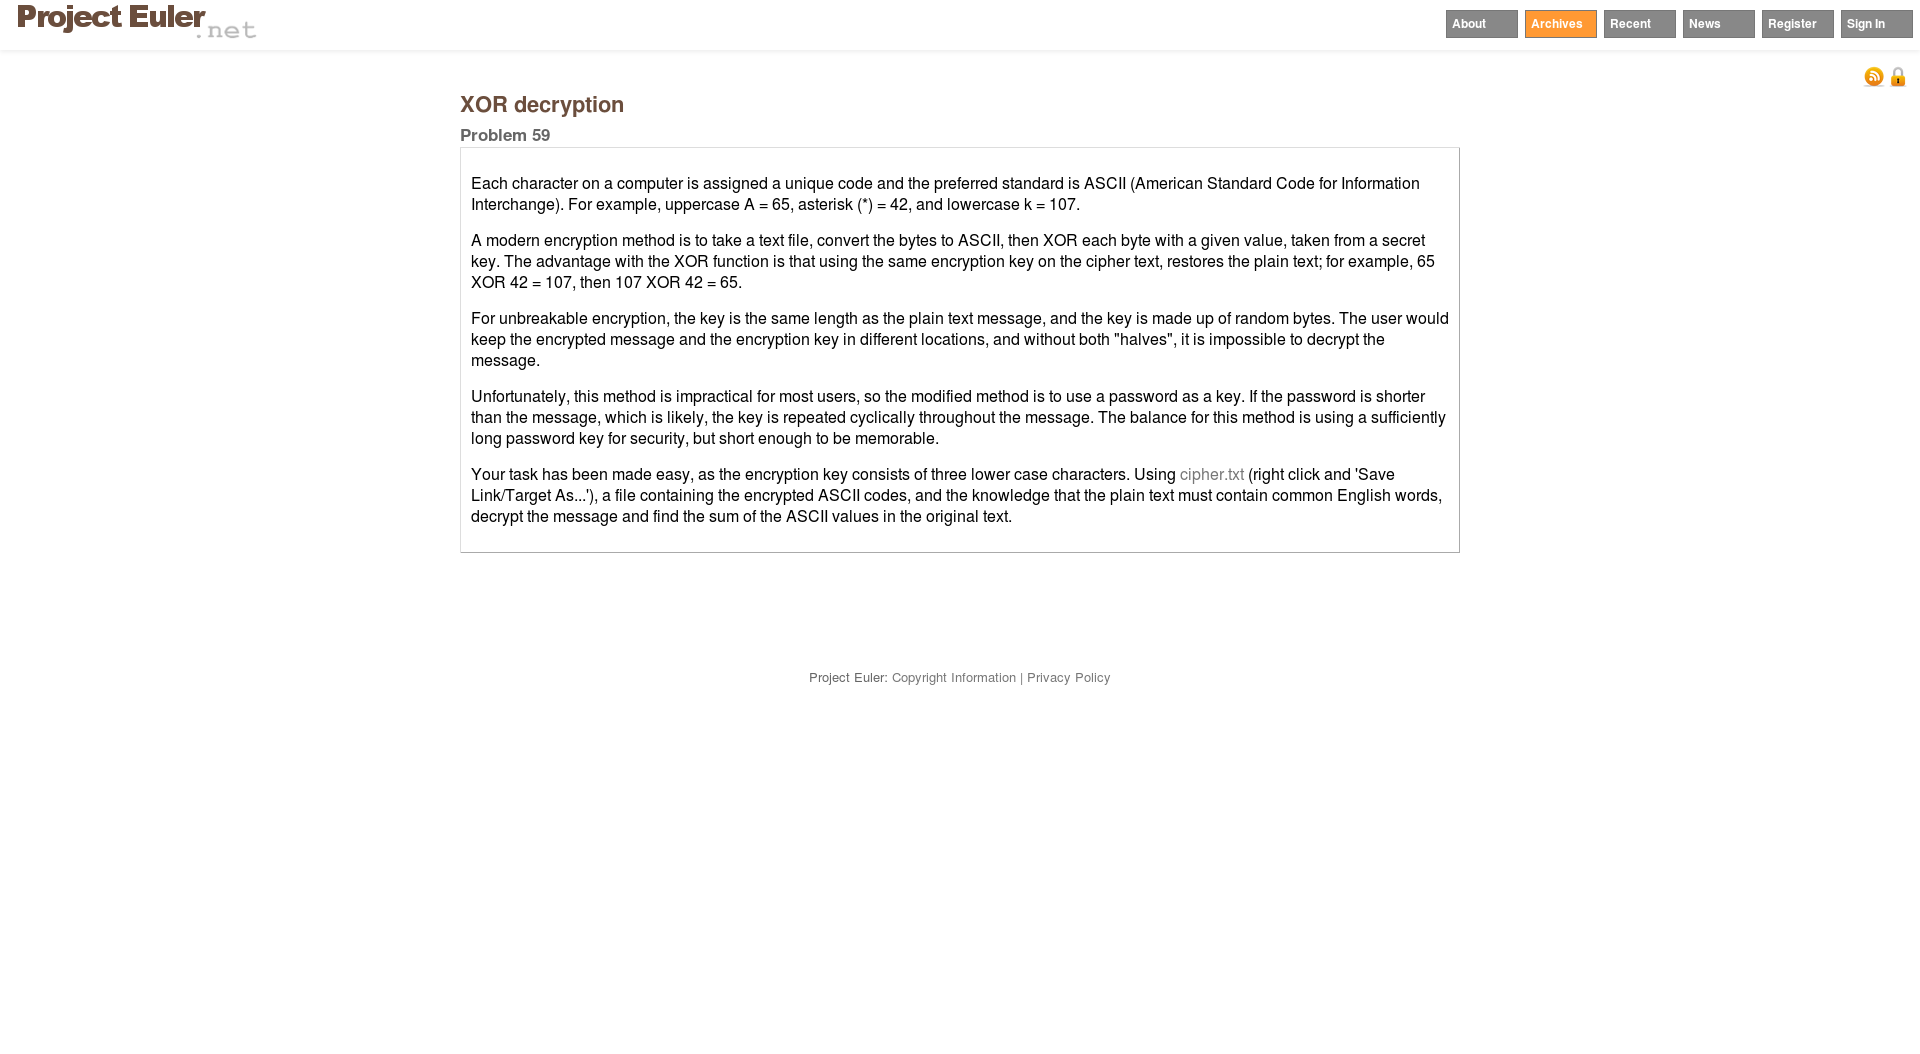 Project Euler.net
About Archives Recent News Register Sign In
XOR decryption
Problem 59
Each character on a computer is assigned a unique code and the preferred standard is ASCII (American Standard Code for Information
Interchange). For example, uppercase A = 65, asterisk (*) = 42, and lowercase k = 107.
A modern encryption method is to take a text file, convert the bytes to ASCII, then XOR each byte with a given value, taken from a secret
key. The advantage with the XOR function is that using the same encryption key on the cipher text, restores the plain text; for example, 65
XOR 42 = 107, then 107 XOR 42 = 65.
For unbreakable encryption, the key is the same length as the plain text message, and the key is made up of random bytes. The user would
keep the encrypted message and the encryption key in different locations, and without both "halves", it is impossible to decrypt the
message.
Unfortunately, this method is impractical for most users, so the modified method is to use a password as a key. If the password is shorter
than the message, which is likely, the key is repeated cyclically throughout the message. The balance for this method is using a sufficiently
long password key for security, but short enough to be memorable.
Your task has been made easy, as the encryption key consists of three lower case characters. Using cipher.txt (right click and 'Save
Link/Target As...'), a file containing the encrypted ASCII codes, and the knowledge that the plain text must contain common English words,
decrypt the message and find the sum of the ASCII values in the original text.
Project Euler: Copyright Information | Privacy Policy